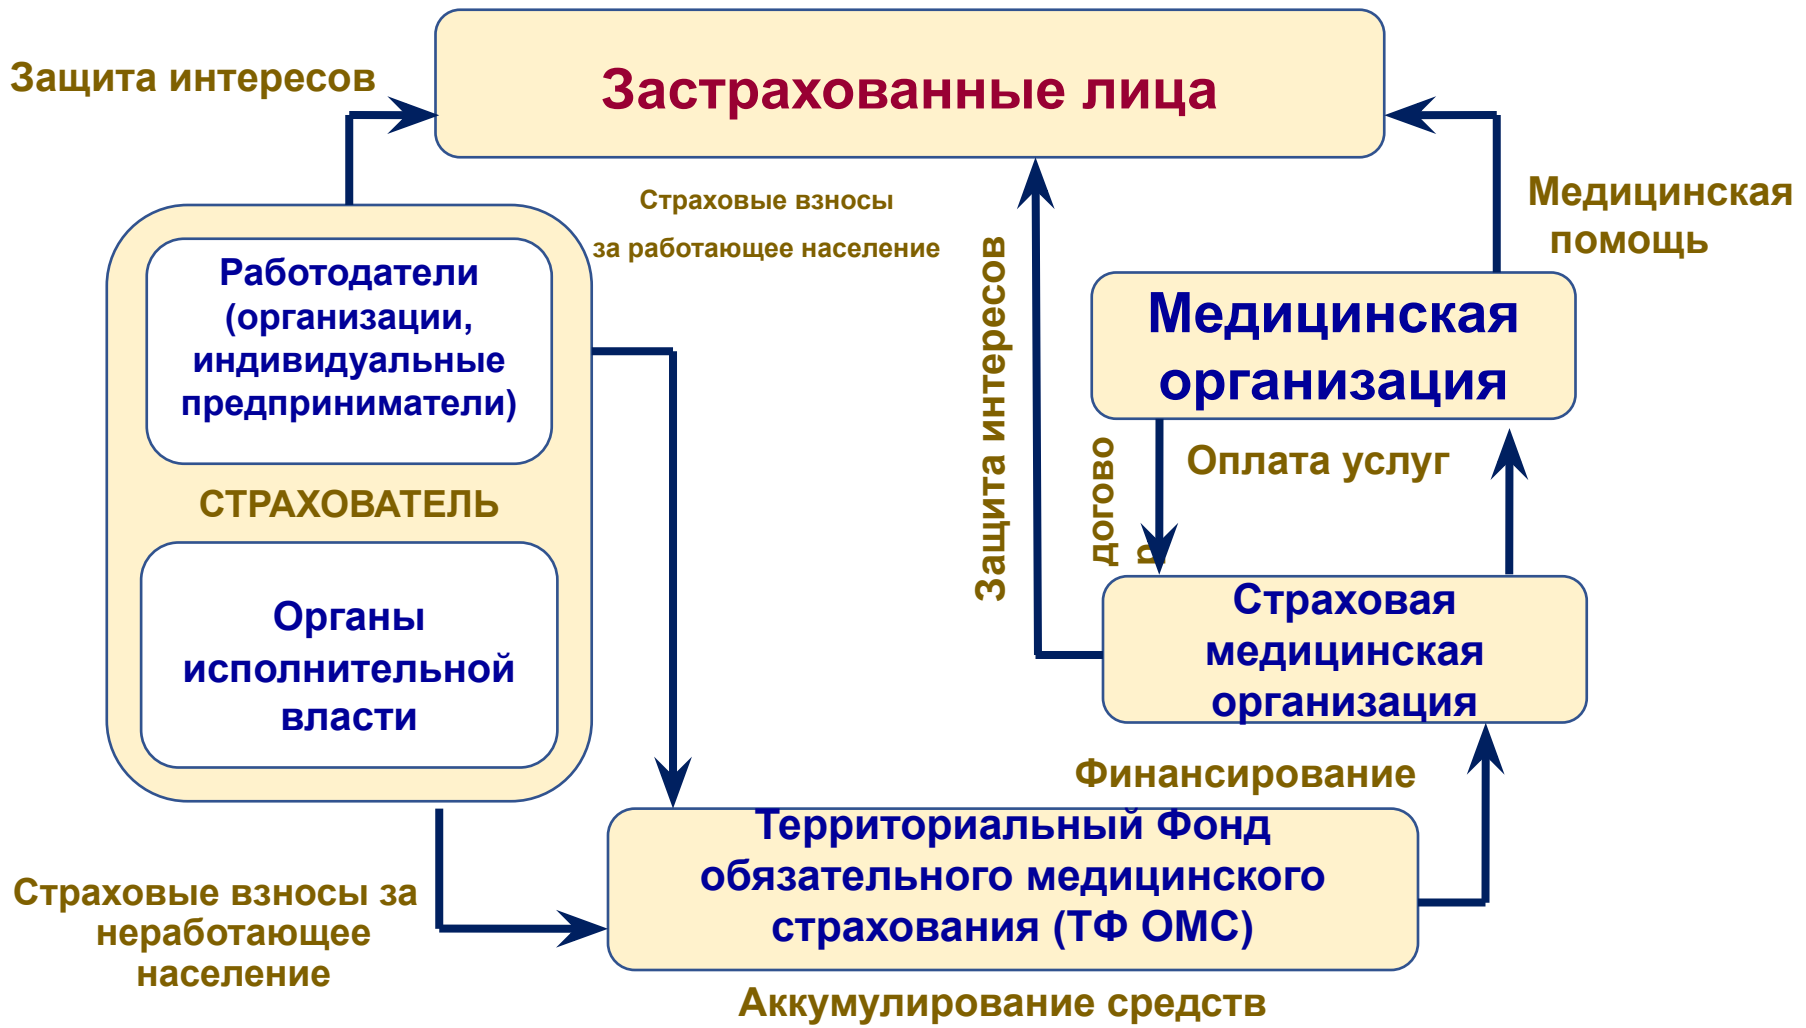 Застрахованные лица
Защита интересов
Страховые взносы
за работающее население
Медицинская
помощь
Работодатели
(организации,
индивидуальные
предприниматели)
СТРАХОВАТЕЛЬ
Органы
исполнительной
власти
Защита интересов
Медицинская
организация
догово
р
Оплата услуг
Страховая
медицинская
организация
Финансирование
Территориальный Фонд
обязательного медицинского
страхования (ТФ ОМС)
Страховые взносы за
неработающее
население
Аккумулирование средств